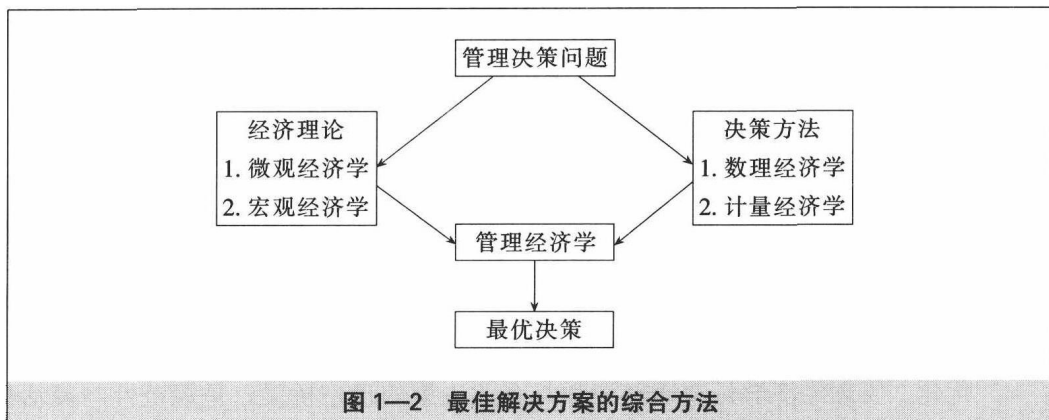 管理决策问题
经济理论
1. 微观经济学
2. 宏观经济学
决策方法
1. 数理经济学
2. 计量经济学
管理经济学
最优决策
图 1—2 最佳解决方案的综合方法